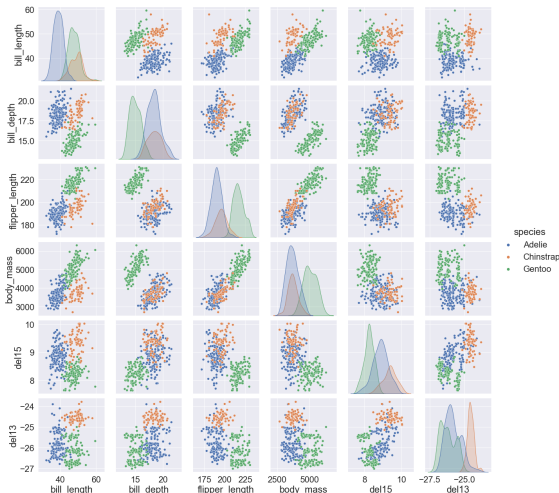 60
40
bill_length
20.0
17.5
15.0
bill_depth
220
200
180
flipper_length
6000
5000
4000
3000
body_mass
10
9
8
del15
−24
−25
−26
−27
del13
40 60
15 20
175 200 225
2500 5000
8 10
−27.5 −25.0
bill_length bill_depth flipper_length body_mass del15 del13
species
Adelie
Chinstrap
Gentoo